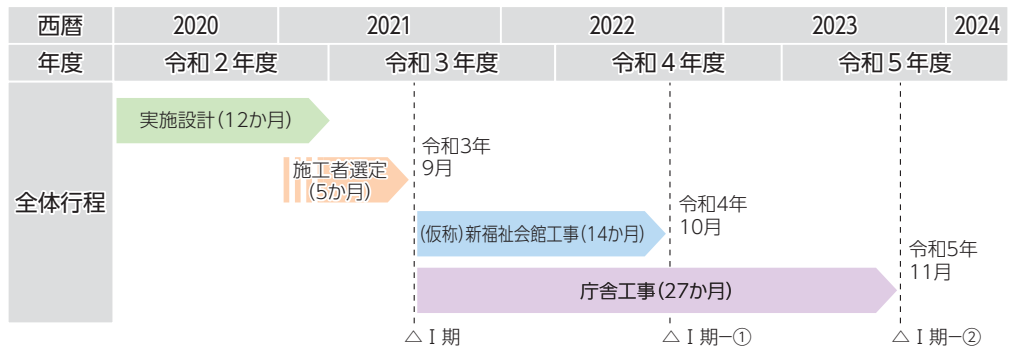 西暦 2020 2021 2022 2023 2024
年度 令和2年度 令和3年度 令和4年度 令和5年度
全体行程
実施設計(12か月)
施工者選定
(5か月)
令和3年
9月
(仮称)新福祉会館工事(14か月)
令和4年
10月
庁舎工事(27か月)
令和5年
11月
△Ⅰ期 △Ⅰ期ー① △Ⅰ期ー②